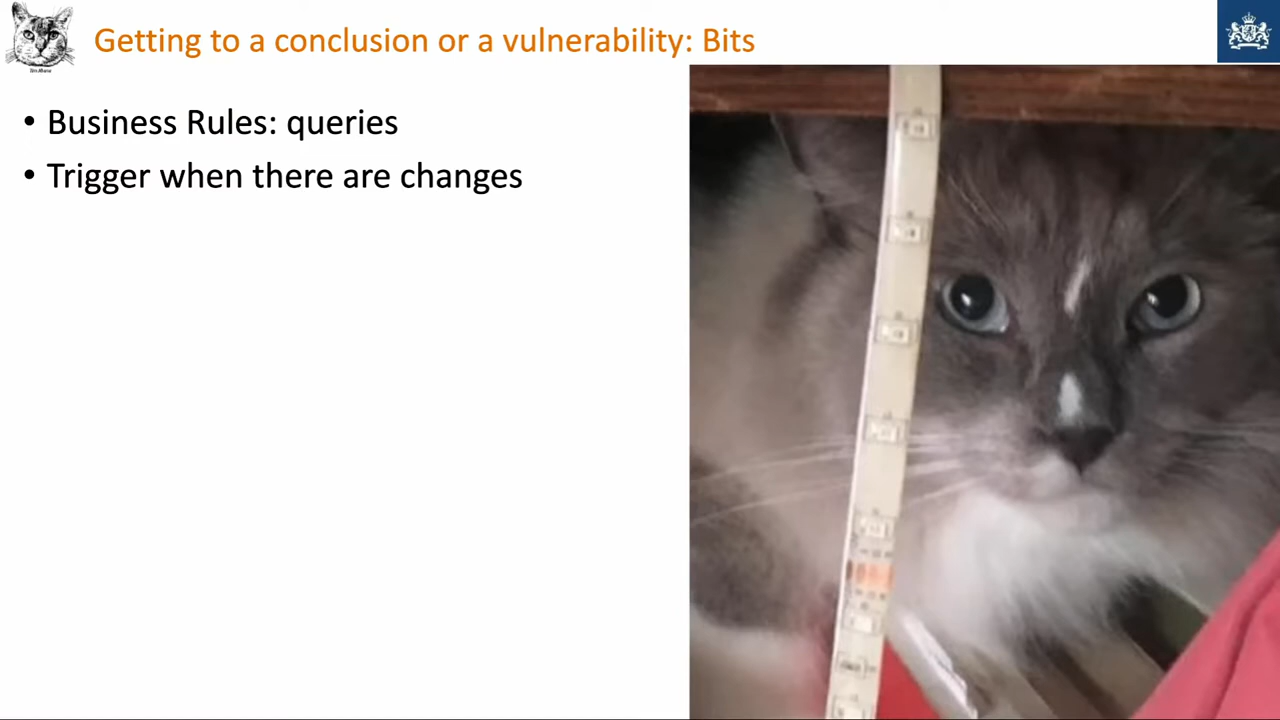 Getting to a conclusion or a vulnerability: Bits
• Business Rules: queries
• Trigger when there are changes